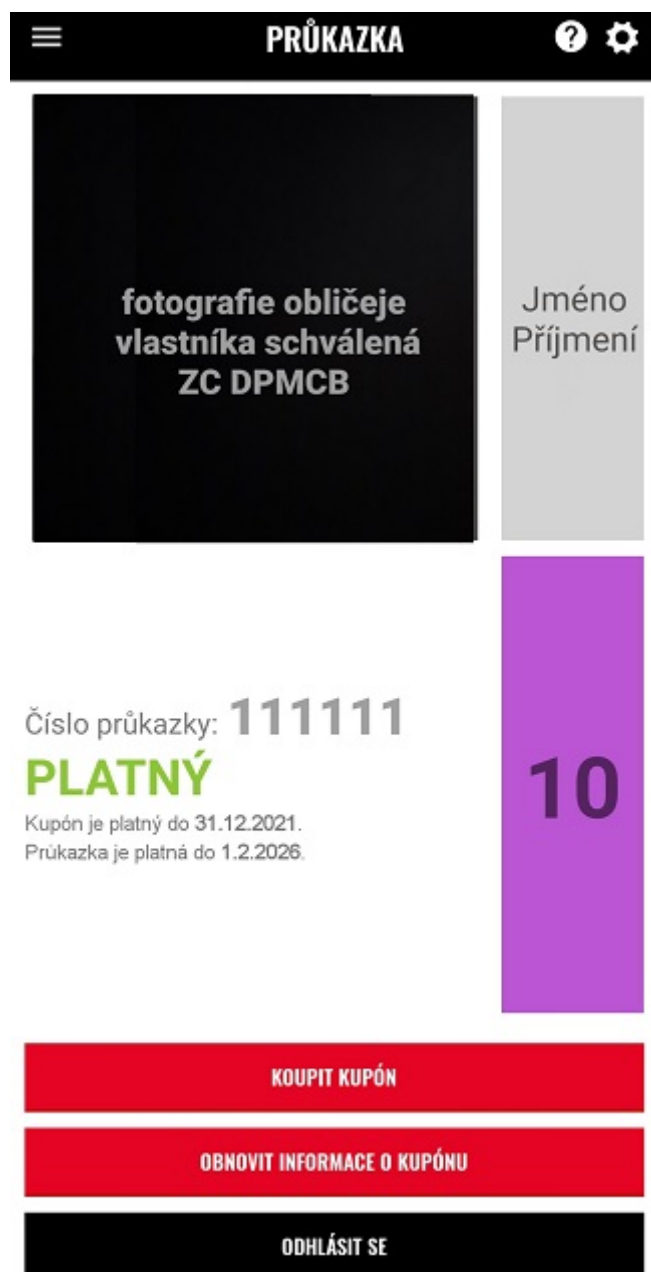 PRŮKAZKA
fotografie obličeje
vlastníka schválená
ZC DPMCB
Jméno
Příjmení
Číslo průkazky: 111111
PLATNÝ
Kupón je platný do 31.12.2021.
Průkazka je platná do 1.2.2026.
10
KOUPIT KUPÓN
OBNOVIT INFORMACE O KUPÓNU
ODHLÁSIT SE